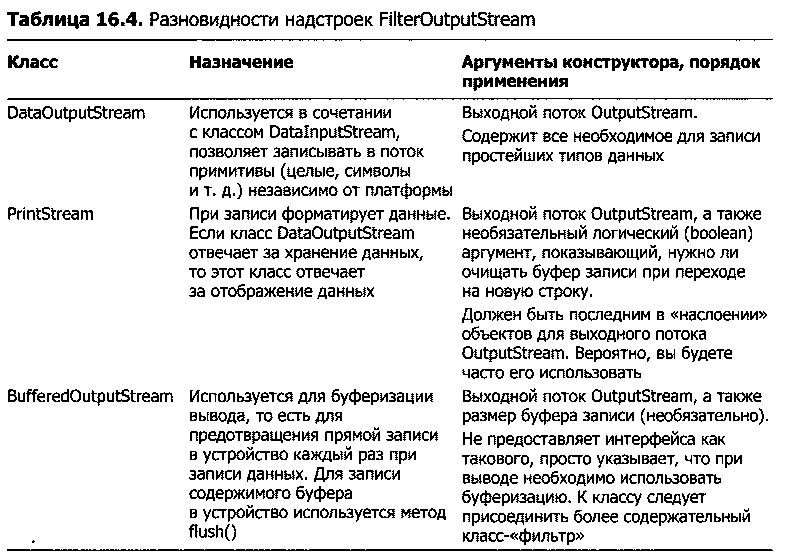 Таблица 16.4. Разновидности надстроек FilterOutputStream
Класс
Назначение
Аргументы конструктора, порядок
применения
DataOutputStream
Используется в сочетании
с классом DataInputStream,
позволяет записывать в поток
примитивы (целые, символы
и т. д.) независимо от платформы
Выходной поток OutputStream.
Содержит все необходимое для записи
простейших типов данных
PrintStream
При записи форматирует данные.
Если класс DataOutputStream
отвечает за хранение данных,
то этот класс отвечает
за отображение данных
Выходной поток OutputStream, а также
необязательный логический (boolean)
аргумент, показывающий, нужно ли
очищать буфер записи при переходе
на новую строку.
Должен быть последним в «наслоении»
объектов для выходного потока
OutputStream. Вероятно, вы будете
часто его использовать
BufferedOutputStream
Используется для буферизации
вывода, то есть для
предотвращения прямой записи
в устройство каждый раз при
записи данных. Для записи
содержимого буфера
в устройство используется метод
flush()
Выходной поток OutputStream, а также
размер буфера записи (необязательно).
Не предоставляет интерфейса как
такового, просто указывает, что при
выводе необходимо использовать
буферизацию. К классу следует
присоединить более содержательный
класс-«фильтр»